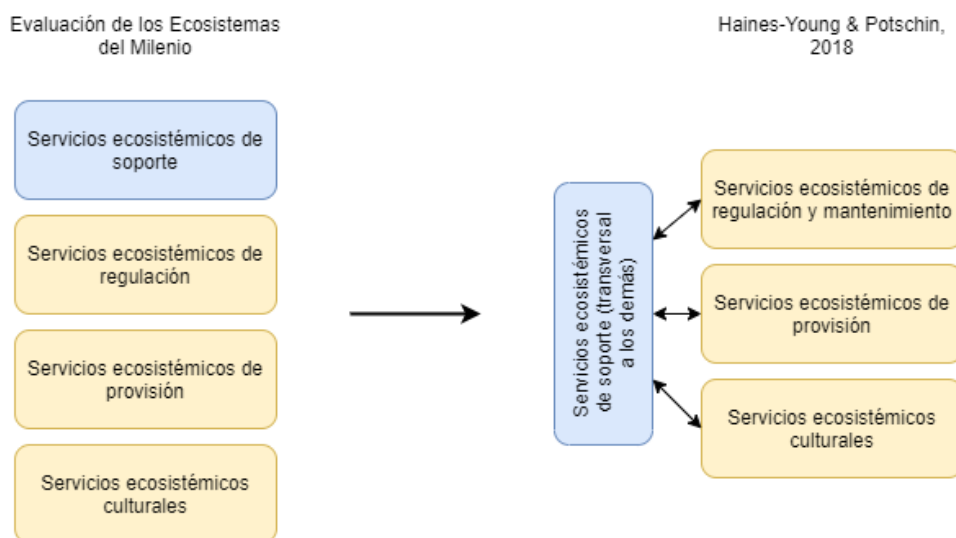 Evaluación de los Ecosistemas
del Milenio
Servicios ecosistémicos de
soporte
Servicios ecosistémicos de
regulación
Servicios ecosistémicos de
provisión
Servicios ecosistémicos
culturales
Haines-Young & Potschin,
2018
Servicios ecosistémicos
de soporte (transversal
a los demás)
Servicios ecosistémicos de
regulación y mantenimiento
Servicios ecosistémicos de
provisión
Servicios ecosistémicos
culturales